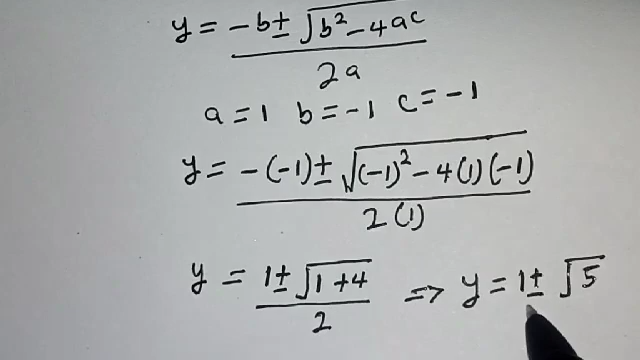 y = -b ± √b² - 4ac / 2a
a = 1 b = -1 c = -1
y = -(-1) ± √(-1)² - 4(1)(-1) / 2(1)
y = 1 ± √1+4 / 2 => y = 1 ± √5